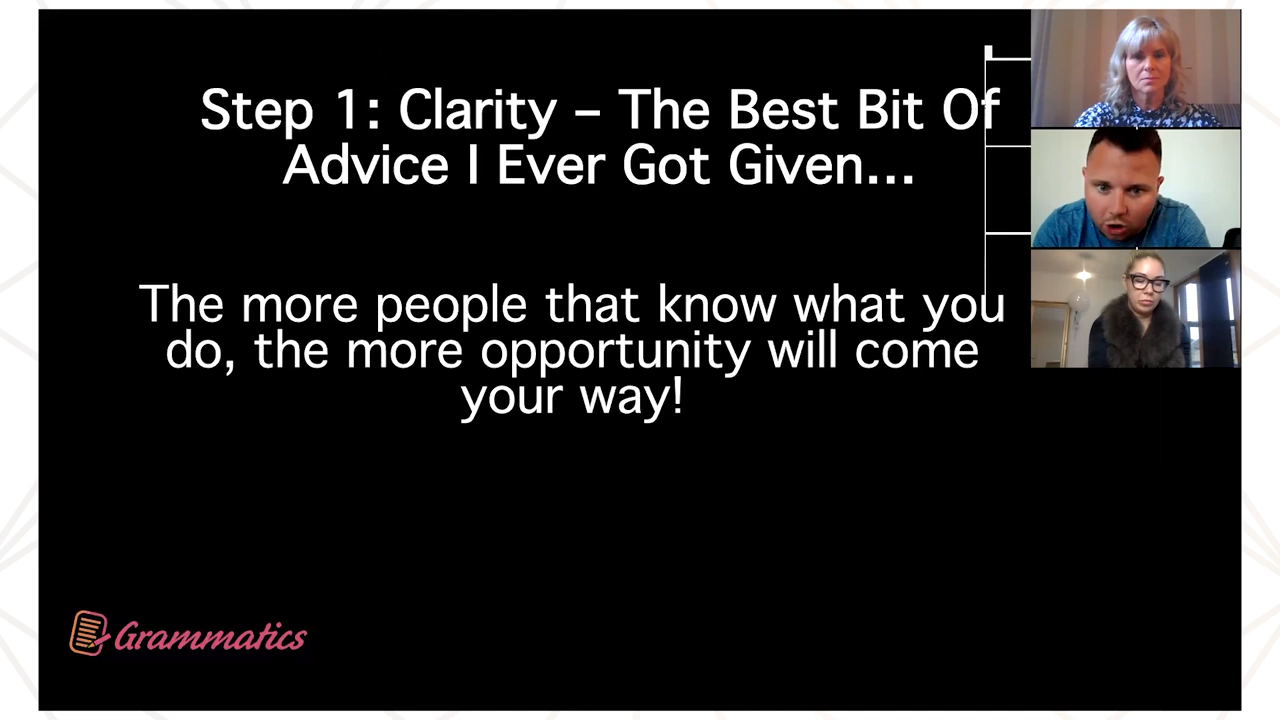 Step 1: Clarity – The Best Bit Of
Advice I Ever Got Given...
The more people that know what you
do, the more opportunity will come
your way!
Grammatics